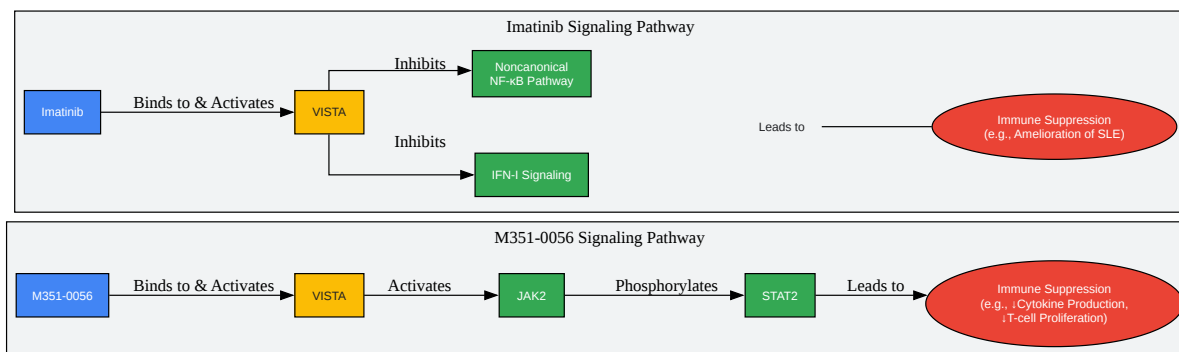 Imatinib Signaling Pathway
Inhibits
Noncanonical
NF-κB Pathway
Imatinib
Binds to & Activates
VISTA
Leads to
Immune Suppression
(e.g., Amelioration of SLE)
Inhibits
IFN-I Signaling
M351-0056 Signaling Pathway
M351-0056
Binds to & Activates
VISTA
Activates
JAK2
Phosphorylates
STAT2
Leads to
Immune Suppression
(e.g., ↓Cytokine Production,
↓T-cell Proliferation)